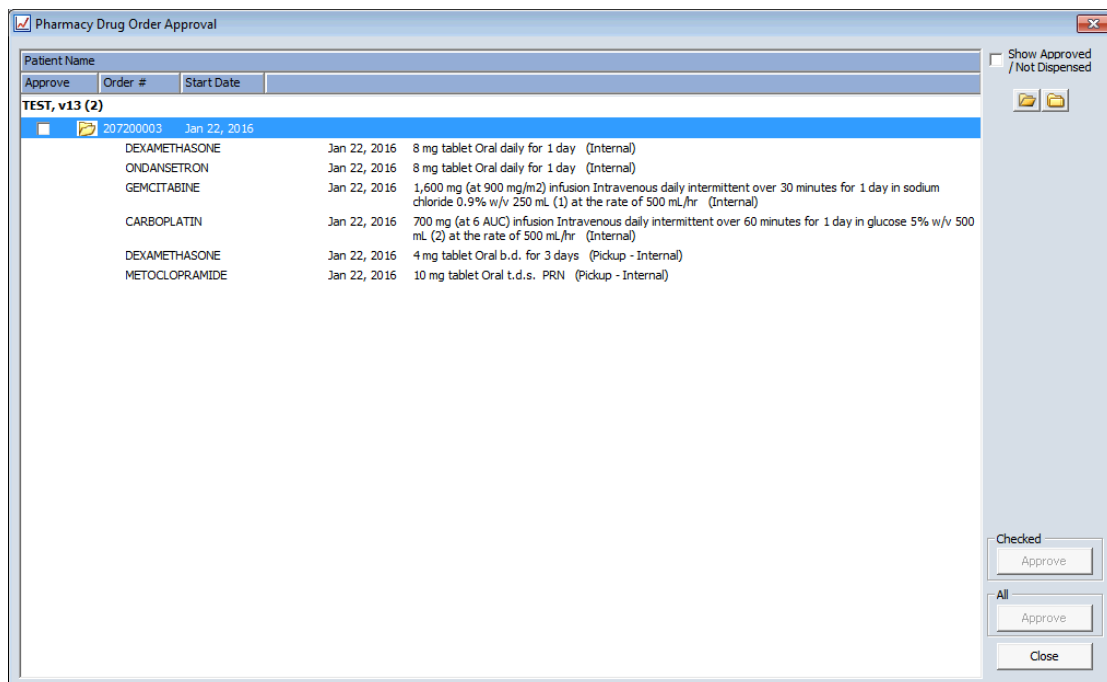 Pharmacy Drug Order Approval
Patient Name
Show Approved
/ Not Dispensed
Approve Order # Start Date
TEST, v13 (2)
207200003 Jan 22, 2016
DEXAMETHASONE Jan 22, 2016 8 mg tablet Oral daily for 1 day (Internal)
ONDANSETRON Jan 22, 2016 8 mg tablet Oral daily for 1 day (Internal)
GEMCITABINE Jan 22, 2016 1,600 mg (at 900 mg/m2) infusion Intravenous daily intermittent over 30 minutes for 1 day in sodium
chloride 0.9% w/v 250 mL (1) at the rate of 500 mL/hr (Internal)
CARBOPLATIN Jan 22, 2016 700 mg (at 6 AUC) infusion Intravenous daily intermittent over 60 minutes for 1 day in glucose 5% w/v 500
mL (2) at the rate of 500 mL/hr (Internal)
DEXAMETHASONE Jan 22, 2016 4 mg tablet Oral b.d. for 3 days (Pickup - Internal)
METOCLOPRAMIDE Jan 22, 2016 10 mg tablet Oral t.d.s. PRN (Pickup - Internal)
Checked
Approve
All
Approve
Close